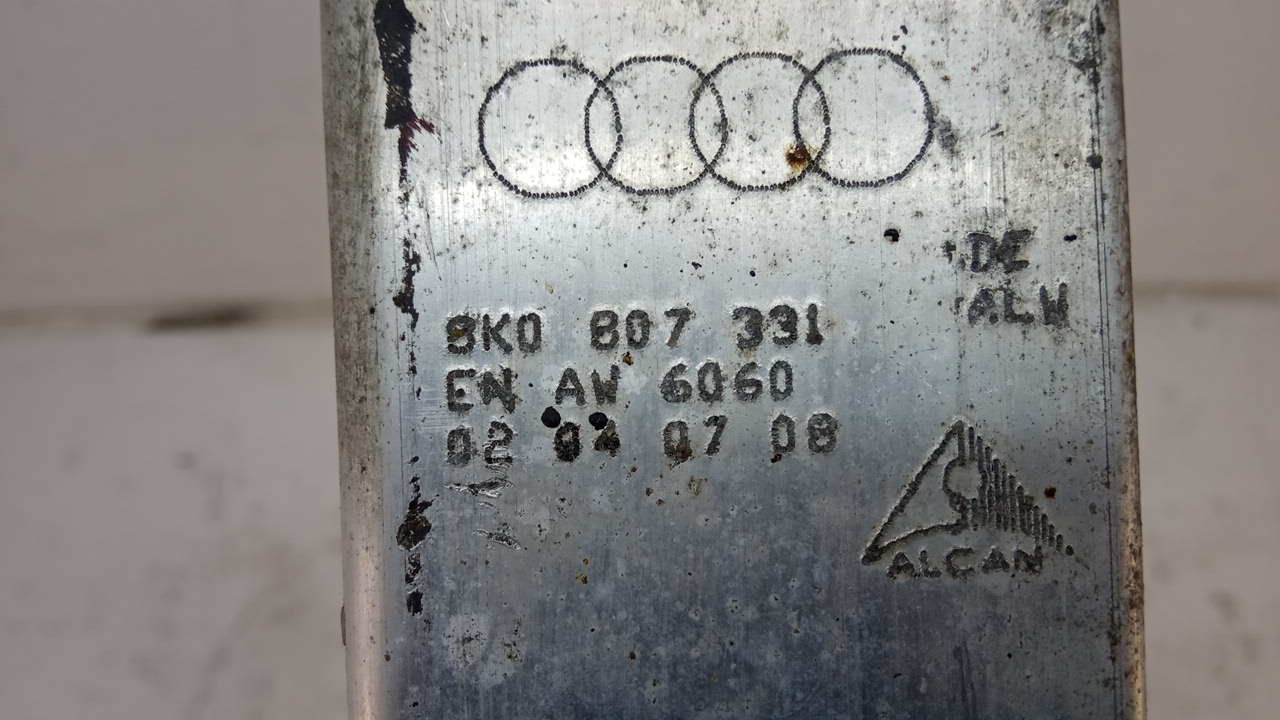 DE
ALW
8K0 807 331
EN AW 6060
02 04 07 08
ALCAN